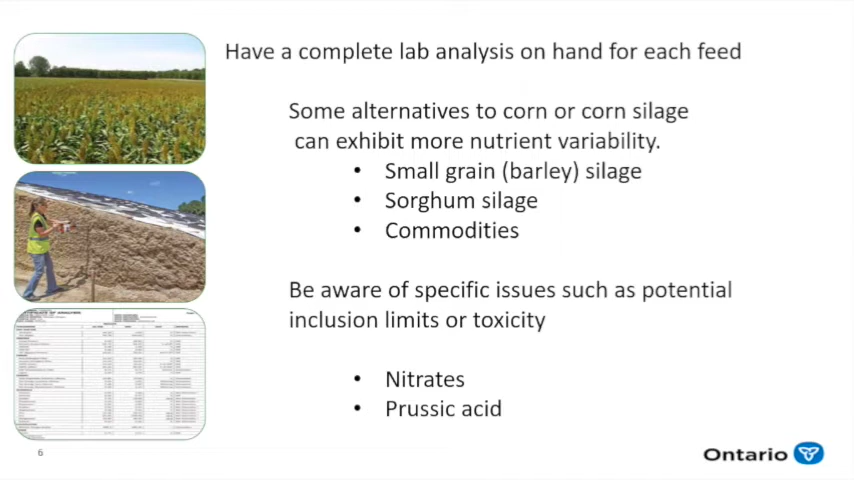 Have a complete lab analysis on hand for each feed
Some alternatives to corn or corn silage
can exhibit more nutrient variability.
• Small grain (barley) silage
• Sorghum silage
• Commodities
Be aware of specific issues such as potential
inclusion limits or toxicity
• Nitrates
• Prussic acid
6
Ontario